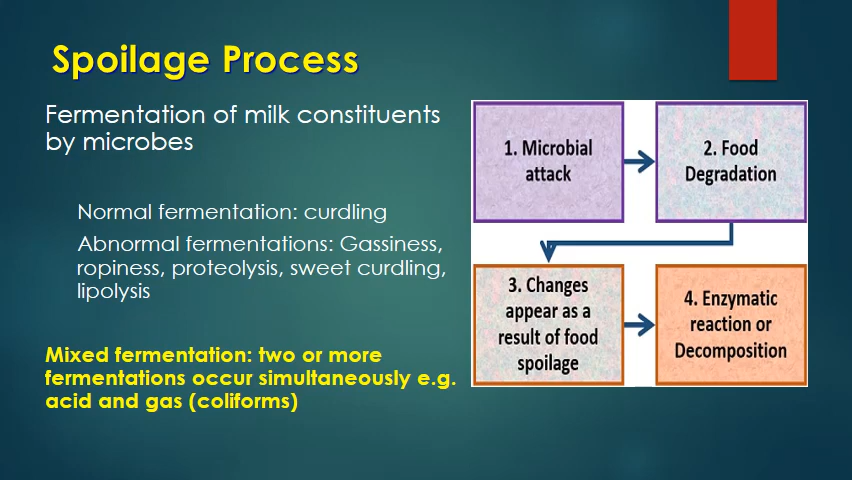 Spoilage Process
Fermentation of milk constituents
by microbes
Normal fermentation: curdling
Abnormal fermentations: Gassiness,
ropiness, proteolysis, sweet curdling,
lipolysis
Mixed fermentation: two or more
fermentations occur simultaneously e.g.
acid and gas (coliforms)
1. Microbial
attack
2. Food
Degradation
3. Changes
appear as a
result of food
spoilage
4. Enzymatic
reaction or
Decomposition